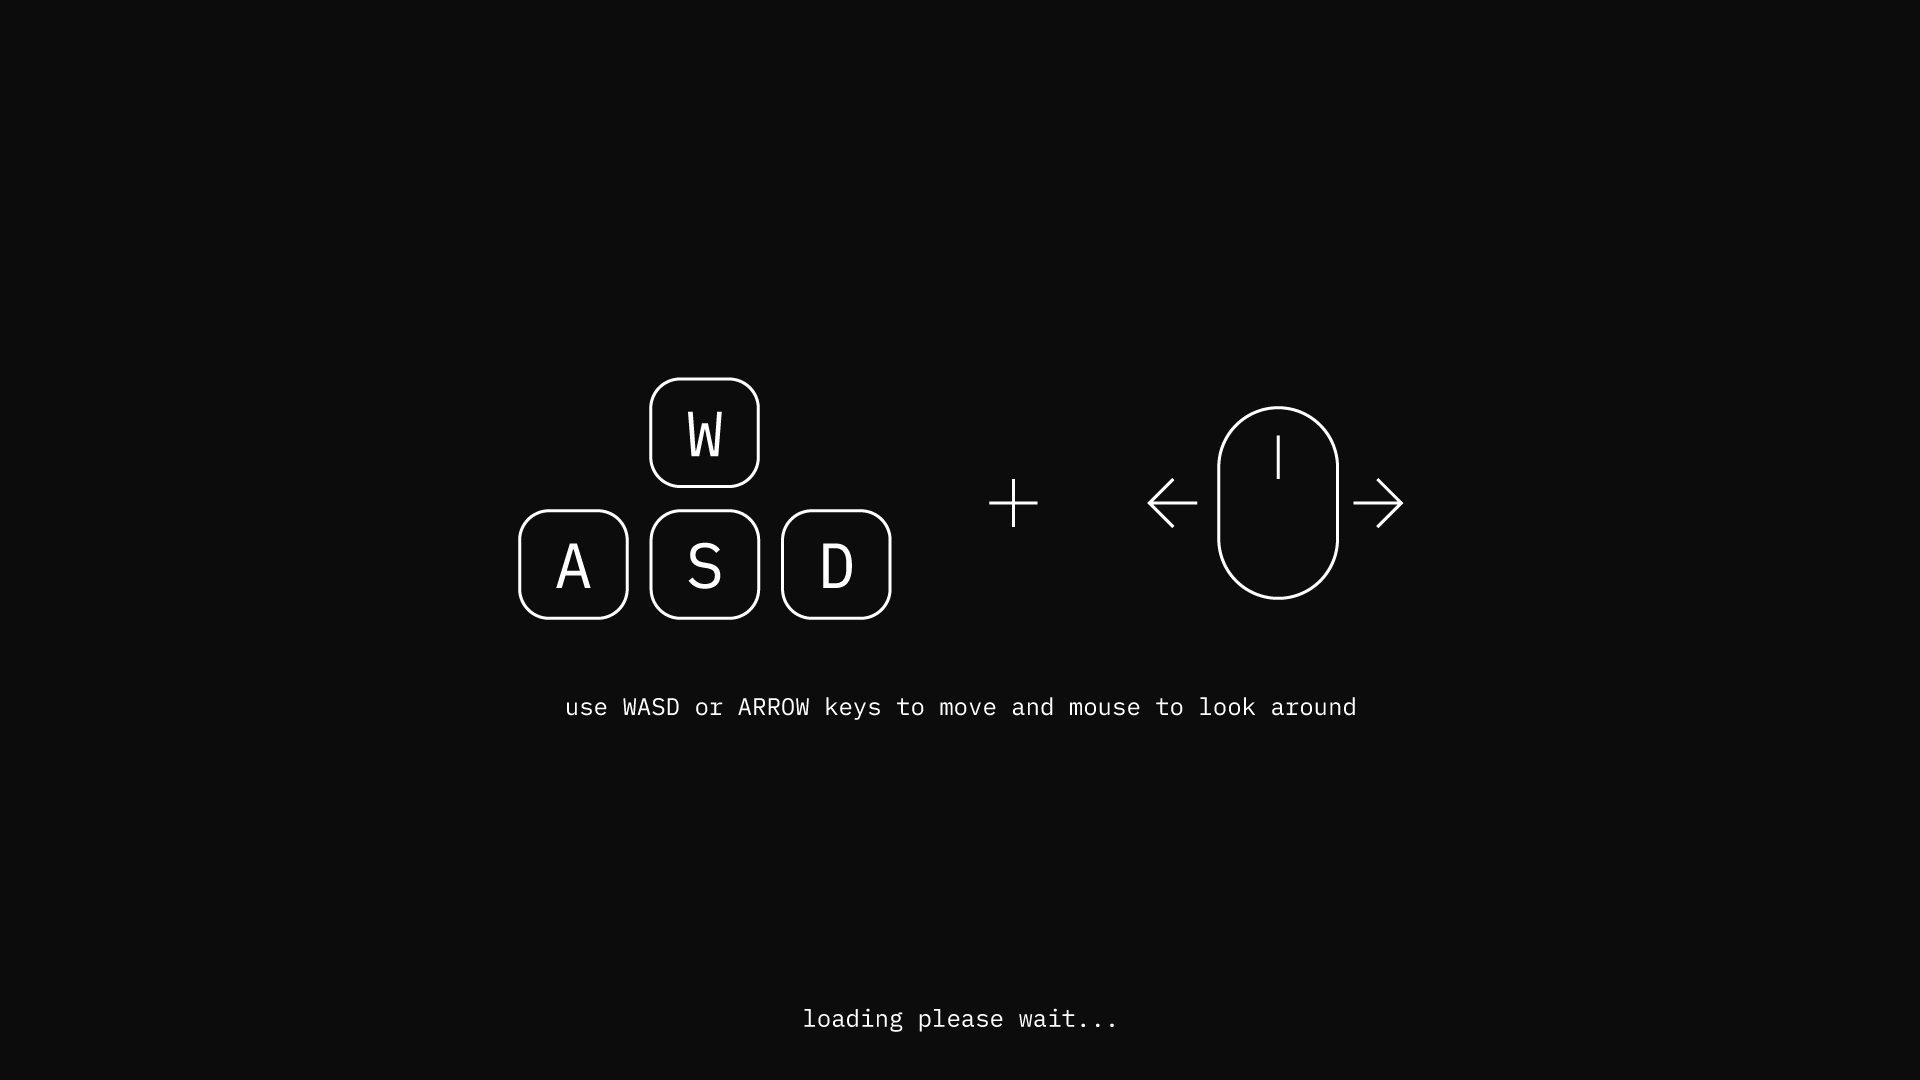 W
A S D
use WASD or ARROW keys to move and mouse to look around
loading please wait...